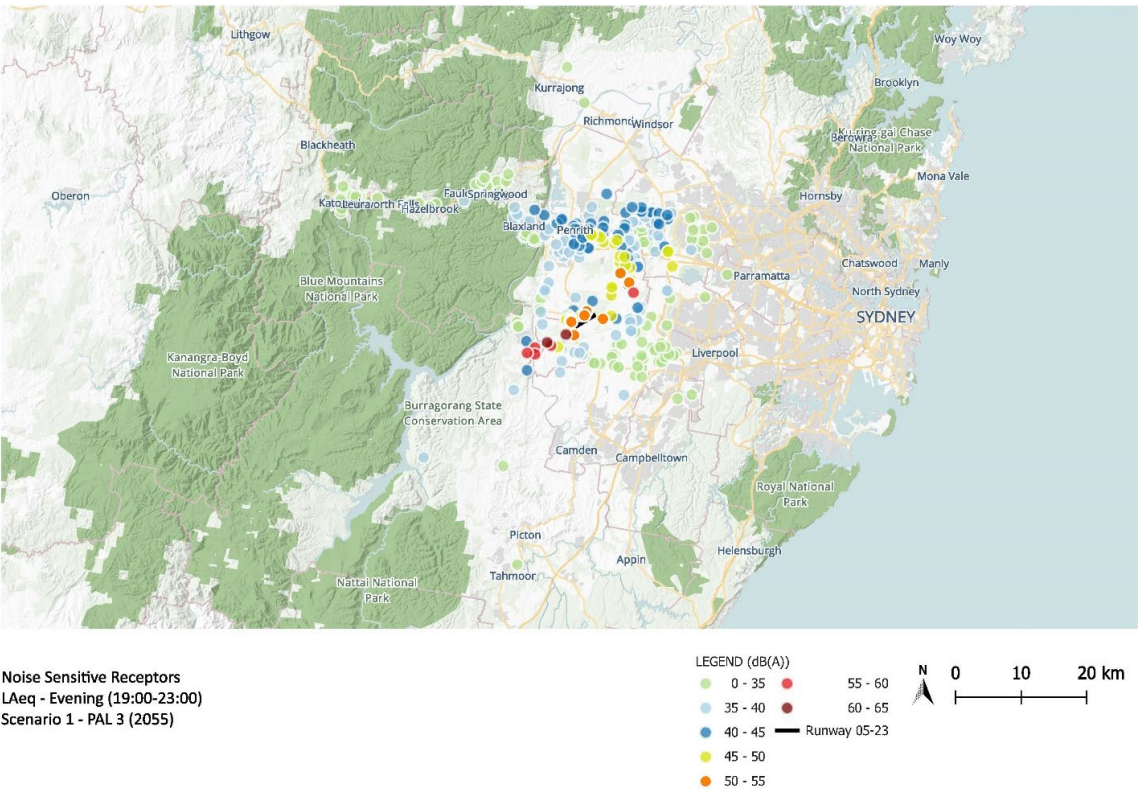 Lithgow
Woy Woy
Kurrajong
Brooklyn
Richmond
Windsor
Berowra
Ku-ring-gai Chase
National Park
Blackheath
Mona Vale
Oberon
Springwood
Hornsby
Hazelbrook
Blaxland
Penrith
Chatswood
Manly
Parramatta
Blue Mountains
National Park
North Sydney
SYDNEY
Kanangra-Boyd
National Park
Liverpool
Burragorang State
Conservation Area
Camden
Campbelltown
Royal National
Park
Picton
Appin
Helensburgh
Tahmoor
Nattai National
Park
Noise Sensitive Receptors
LAeq - Evening (19:00-23:00)
Scenario 1 - PAL 3 (2055)
LEGEND (dB(A))
0 - 35
35 - 40
40 - 45
45 - 50
50 - 55
55 - 60
60 - 65
Runway 05-23
N
0 10 20 km